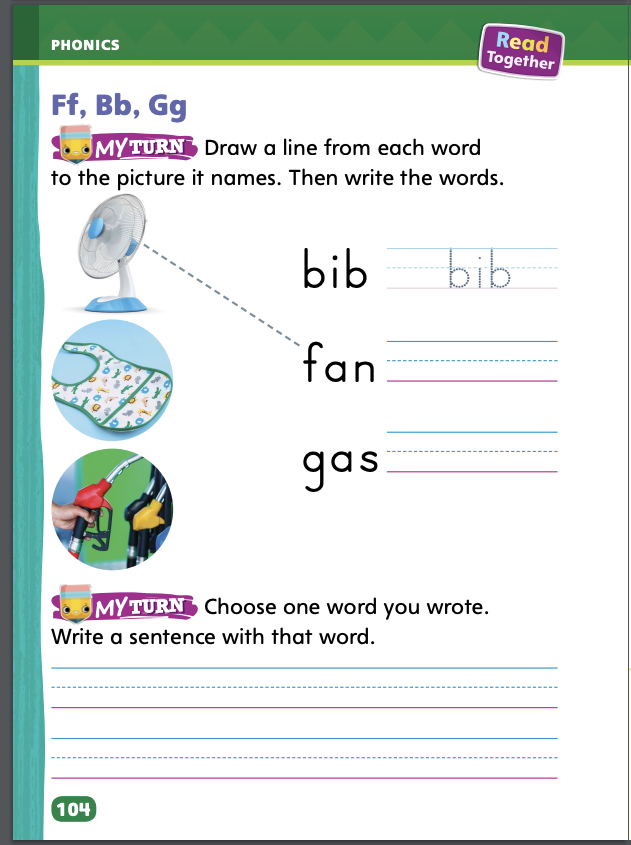 PHONICS
Read
Together
Ff, Bb, Gg
MY TURN Draw a line from each word
to the picture it names. Then write the words.
bib bib
fan
gas
MY TURN Choose one word you wrote.
Write a sentence with that word.
104